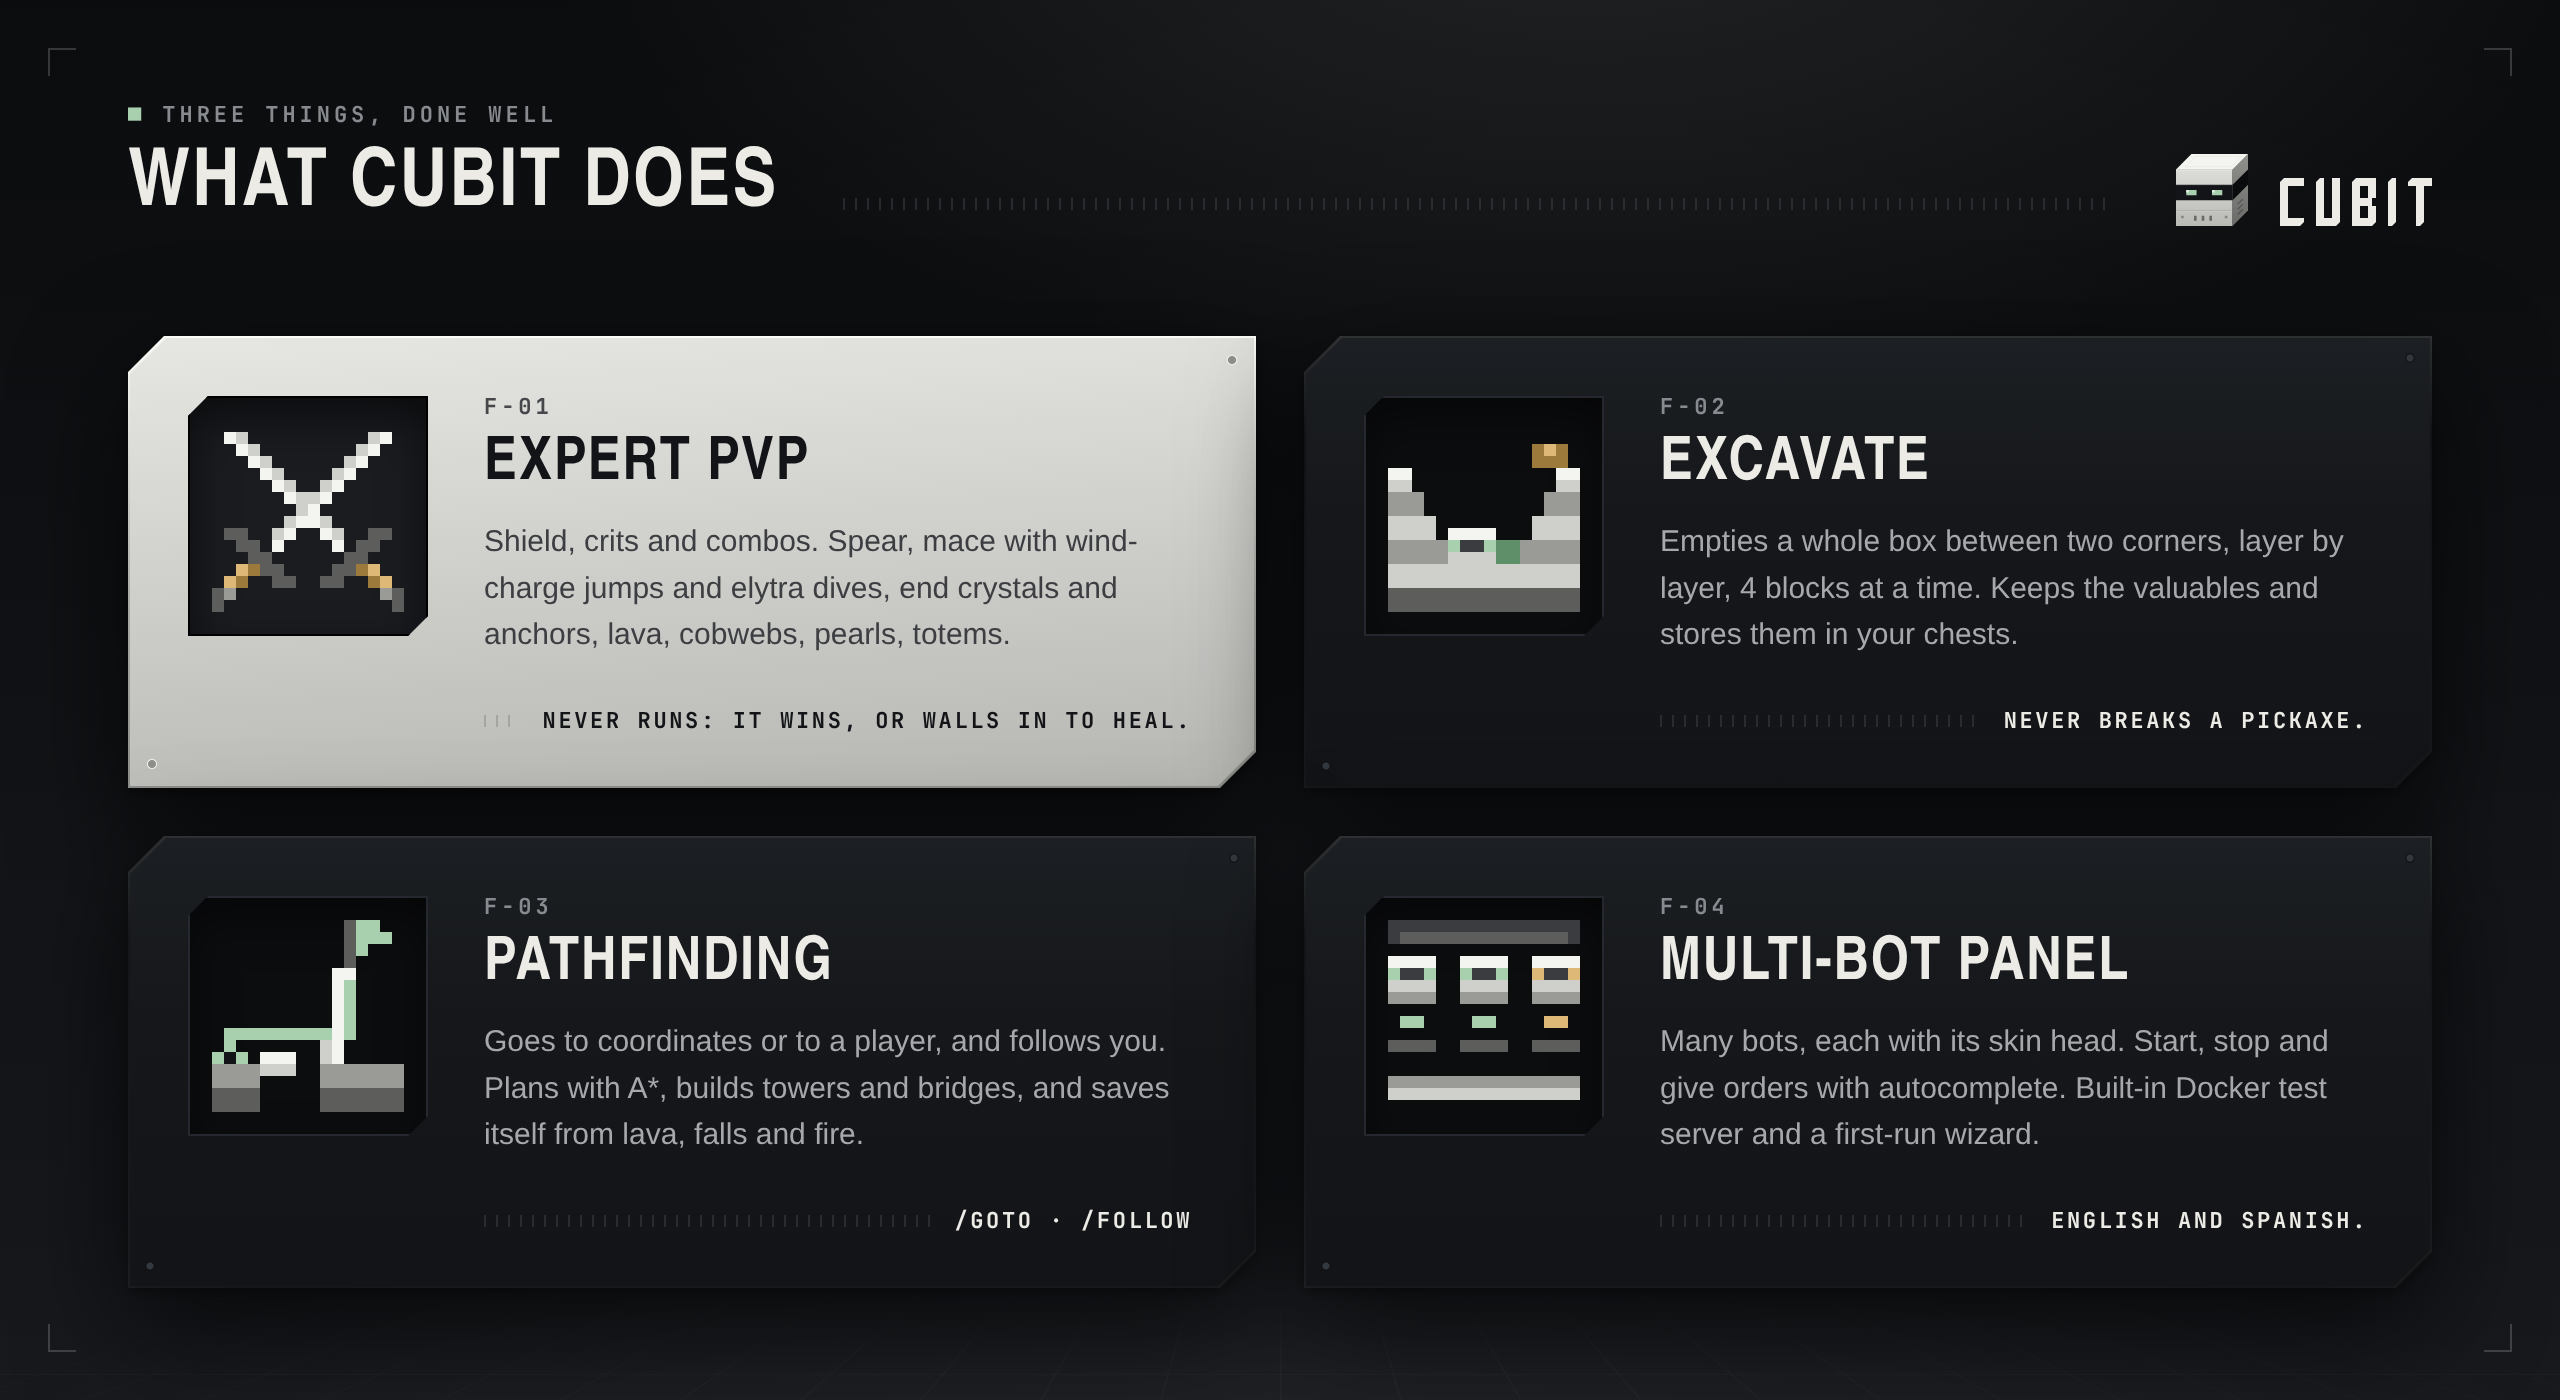 THREE THINGS, DONE WELL
WHAT CUBIT DOES
CUBIT
F-01
EXPERT PVP
Shield, crits and combos. Spear, mace with wind-
charge jumps and elytra dives, end crystals and
anchors, lava, cobwebs, pearls, totems.
NEVER RUNS: IT WINS, OR WALLS IN TO HEAL.
F-02
EXCAVATE
Empties a whole box between two corners, layer by
layer, 4 blocks at a time. Keeps the valuables and
stores them in your chests.
NEVER BREAKS A PICKAXE.
F-03
PATHFINDING
Goes to coordinates or to a player, and follows you.
Plans with A*, builds towers and bridges, and saves
itself from lava, falls and fire.
/GOTO · /FOLLOW
F-04
MULTI-BOT PANEL
Many bots, each with its skin head. Start, stop and
give orders with autocomplete. Built-in Docker test
server and a first-run wizard.
ENGLISH AND SPANISH.